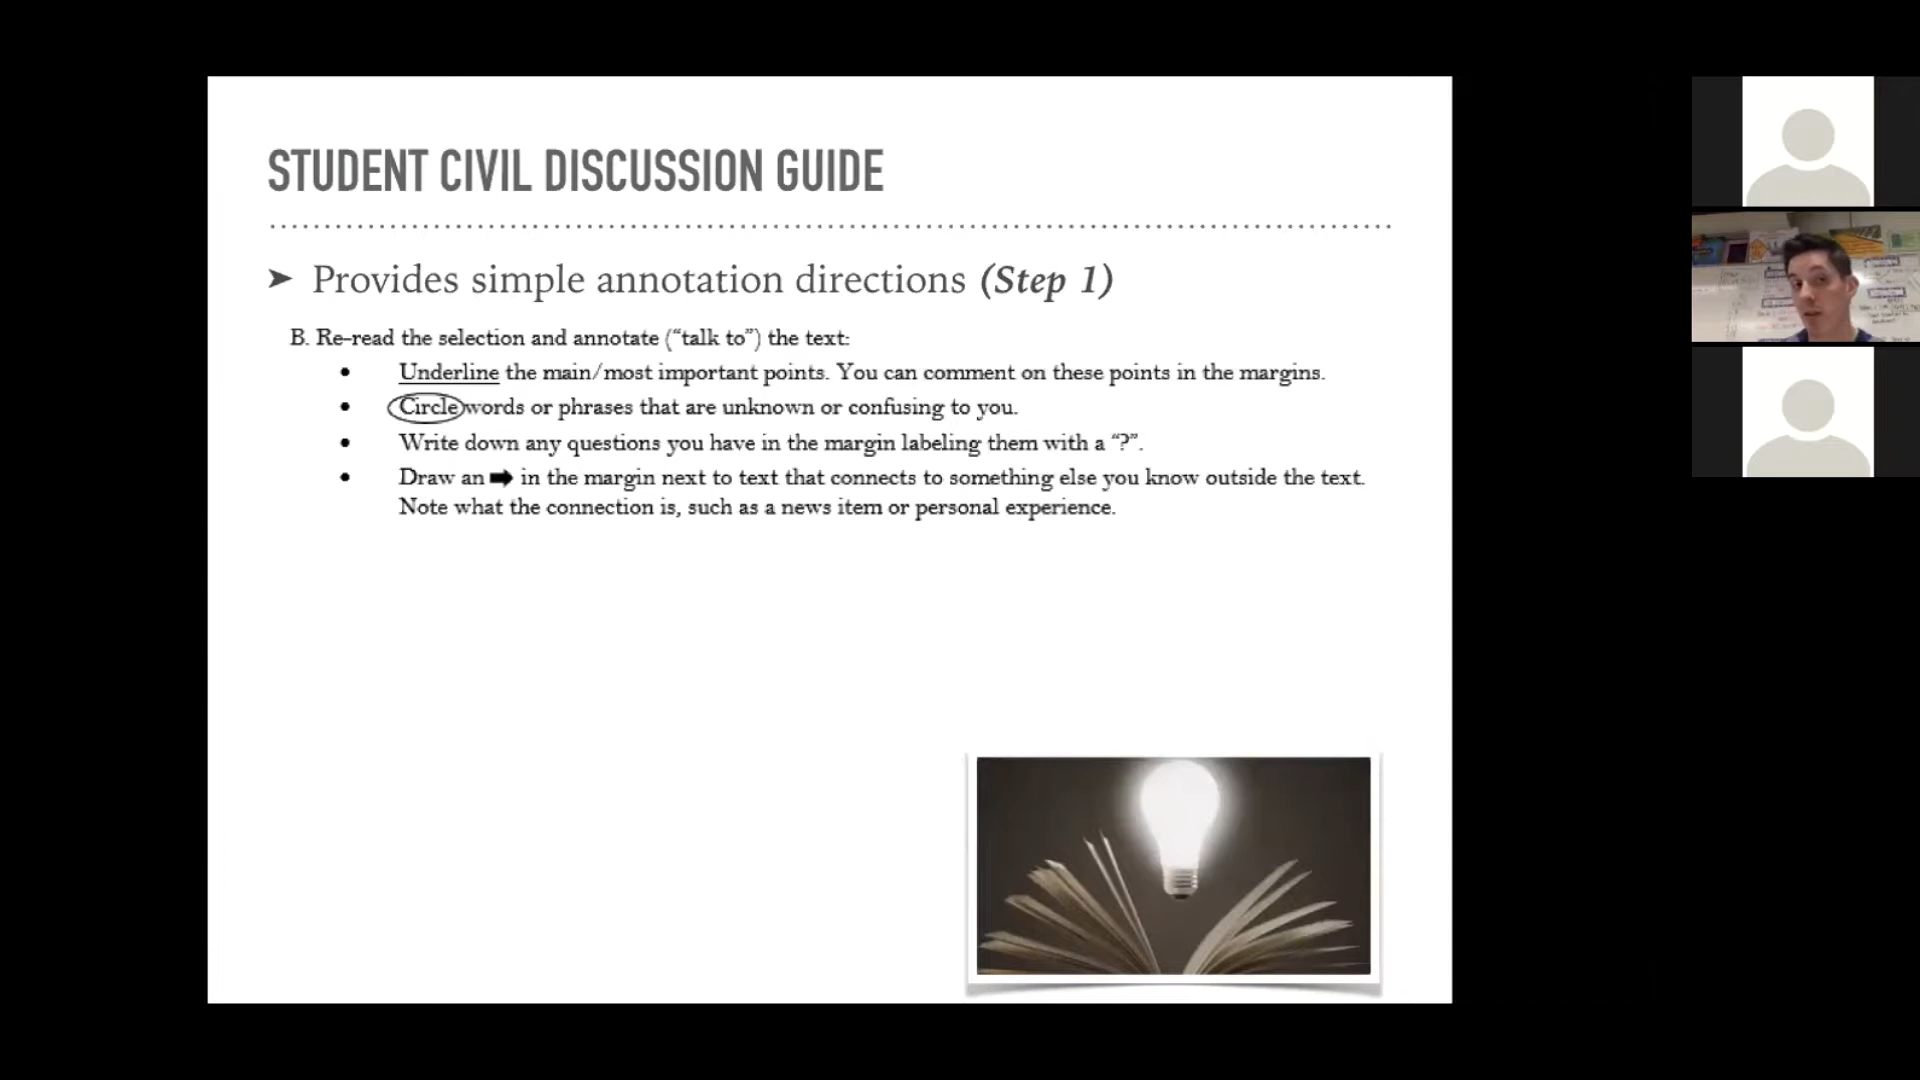 STUDENT CIVIL DISCUSSION GUIDE
➤ Provides simple annotation directions (Step 1)
B. Re-read the selection and annotate (“talk to”) the text:
• Underline the main/most important points. You can comment on these points in the margins.
• Circle words or phrases that are unknown or confusing to you.
• Write down any questions you have in the margin labeling them with a “?”.
• Draw an ➡ in the margin next to text that connects to something else you know outside the text.
Note what the connection is, such as a news item or personal experience.